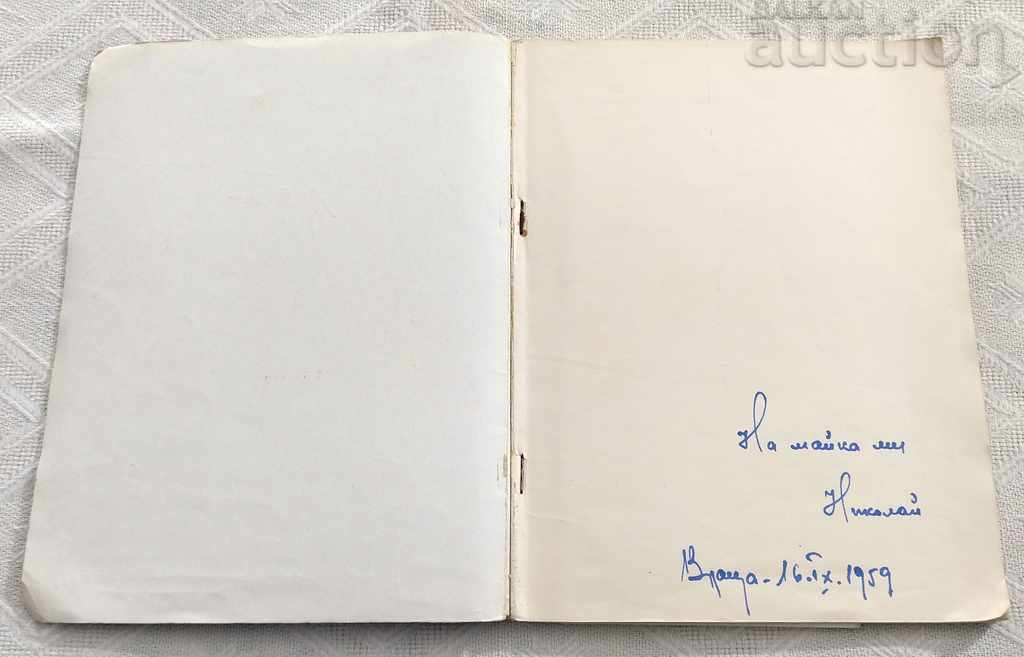 BALKAN
auction
На майка ми
Николай
Враца - 16.IX.1959